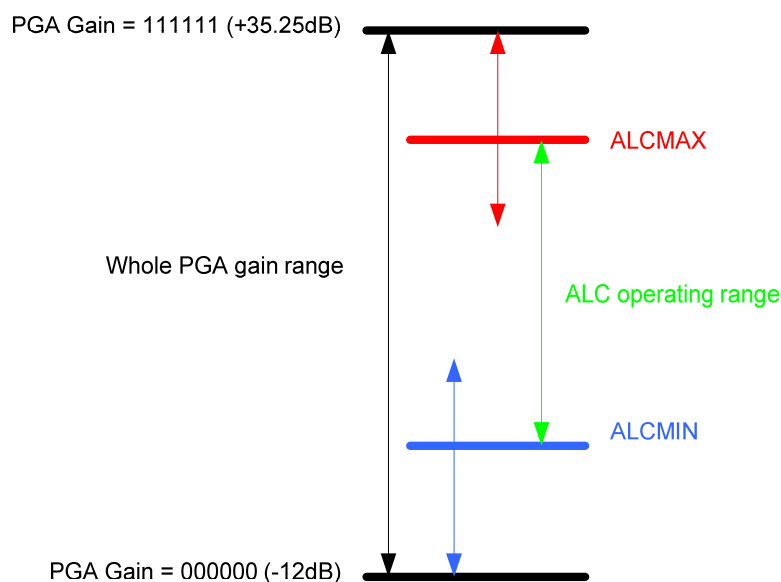 PGA Gain = 111111 (+35.25dB)
ALCMAX
Whole PGA gain range
ALC operating range
ALCMIN
PGA Gain = 000000 (-12dB)